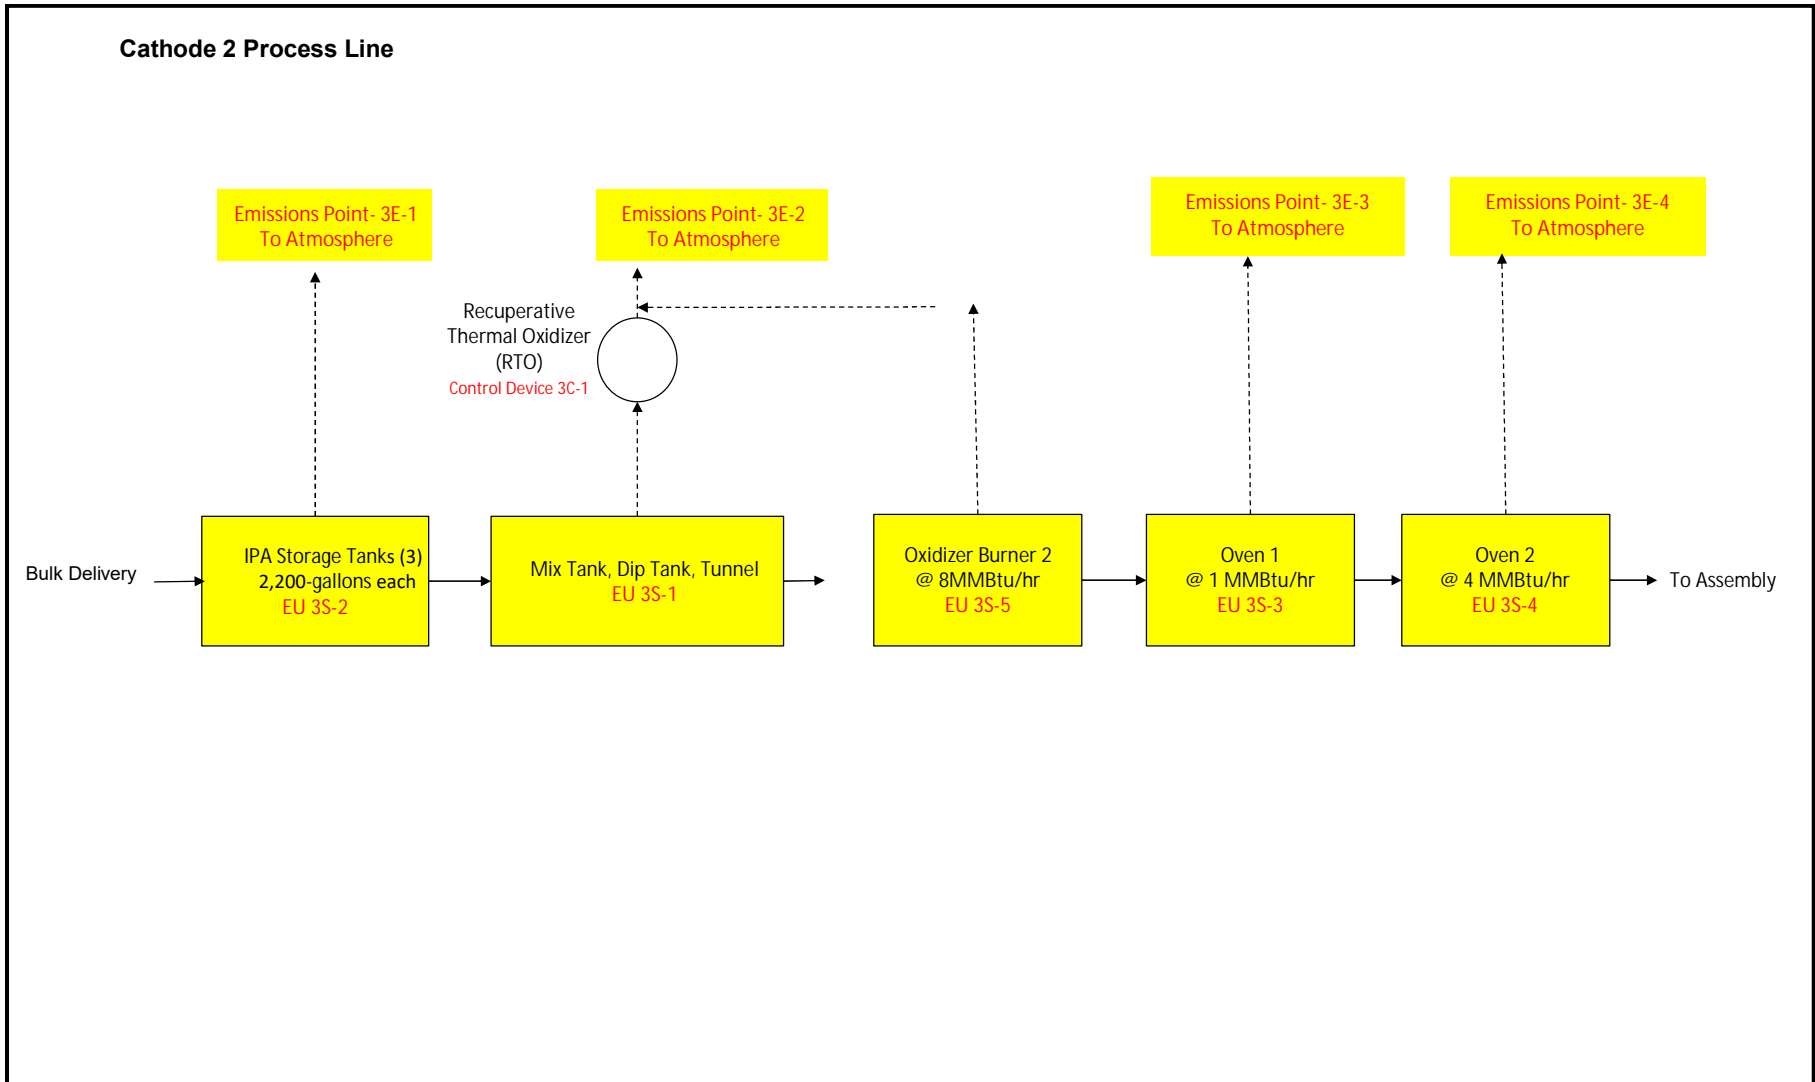 Cathode 2 Process Line
Emissions Point- 3E-1
To Atmosphere
Emissions Point- 3E-2
To Atmosphere
Emissions Point- 3E-3
To Atmosphere
Emissions Point- 3E-4
To Atmosphere
Recuperative
Thermal Oxidizer
(RTO)
Control Device 3C-1
Bulk Delivery
IPA Storage Tanks (3)
2,200-gallons each
EU 3S-2
Mix Tank, Dip Tank, Tunnel
EU 3S-1
Oxidizer Burner 2
@ 8MMBtu/hr
EU 3S-5
Oven 1
@ 1 MMBtu/hr
EU 3S-3
Oven 2
@ 4 MMBtu/hr
EU 3S-4
To Assembly